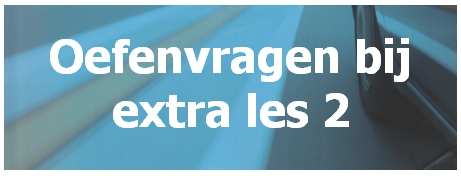 Oefenvragen bij
extra les 2